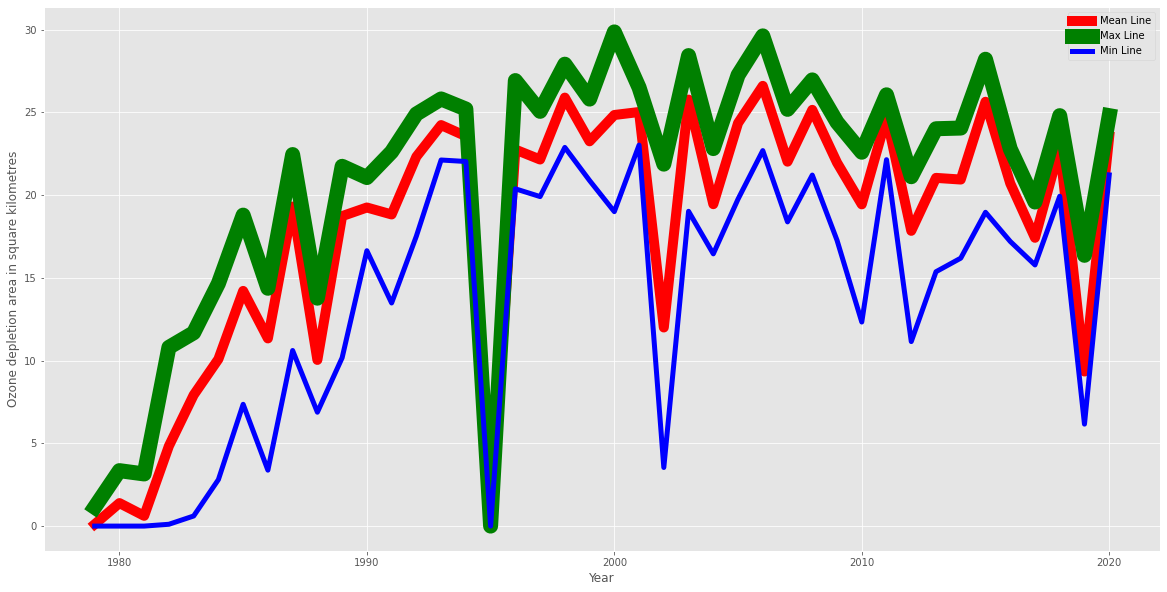 Mean Line
Max Line
Min Line
Ozone depletion area in square kilometres
30
25
20
15
10
5
0
1980 1990 2000 2010 2020
Year